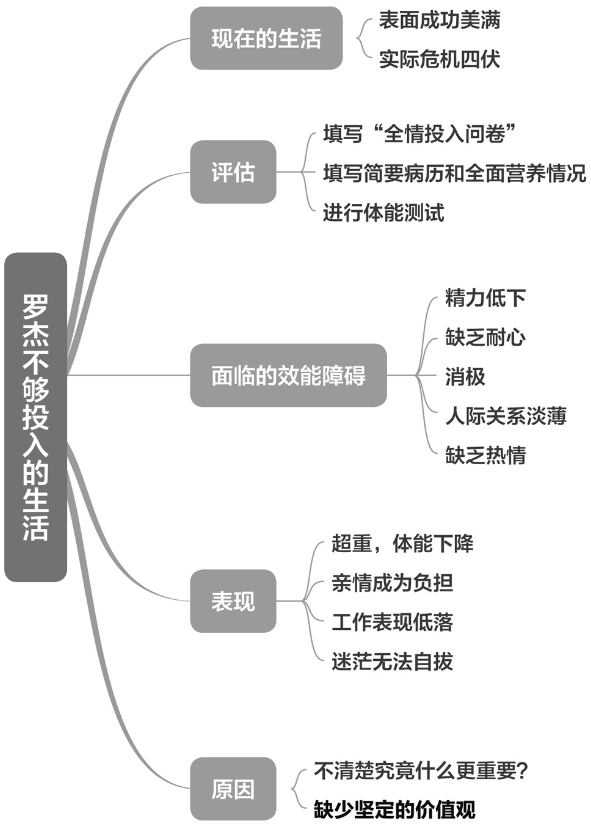 罗杰不够投入的生活
现在的生活
表面成功美满
实际危机四伏
评估
填写“全情投入问卷”
填写简要病历和全面营养情况
进行体能测试
面临的效能障碍
精力低下
缺乏耐心
消极
人际关系淡薄
缺乏热情
表现
超重，体能下降
亲情成为负担
工作表现低落
迷茫无法自拔
原因
不清楚究竟什么更重要？
缺少坚定的价值观